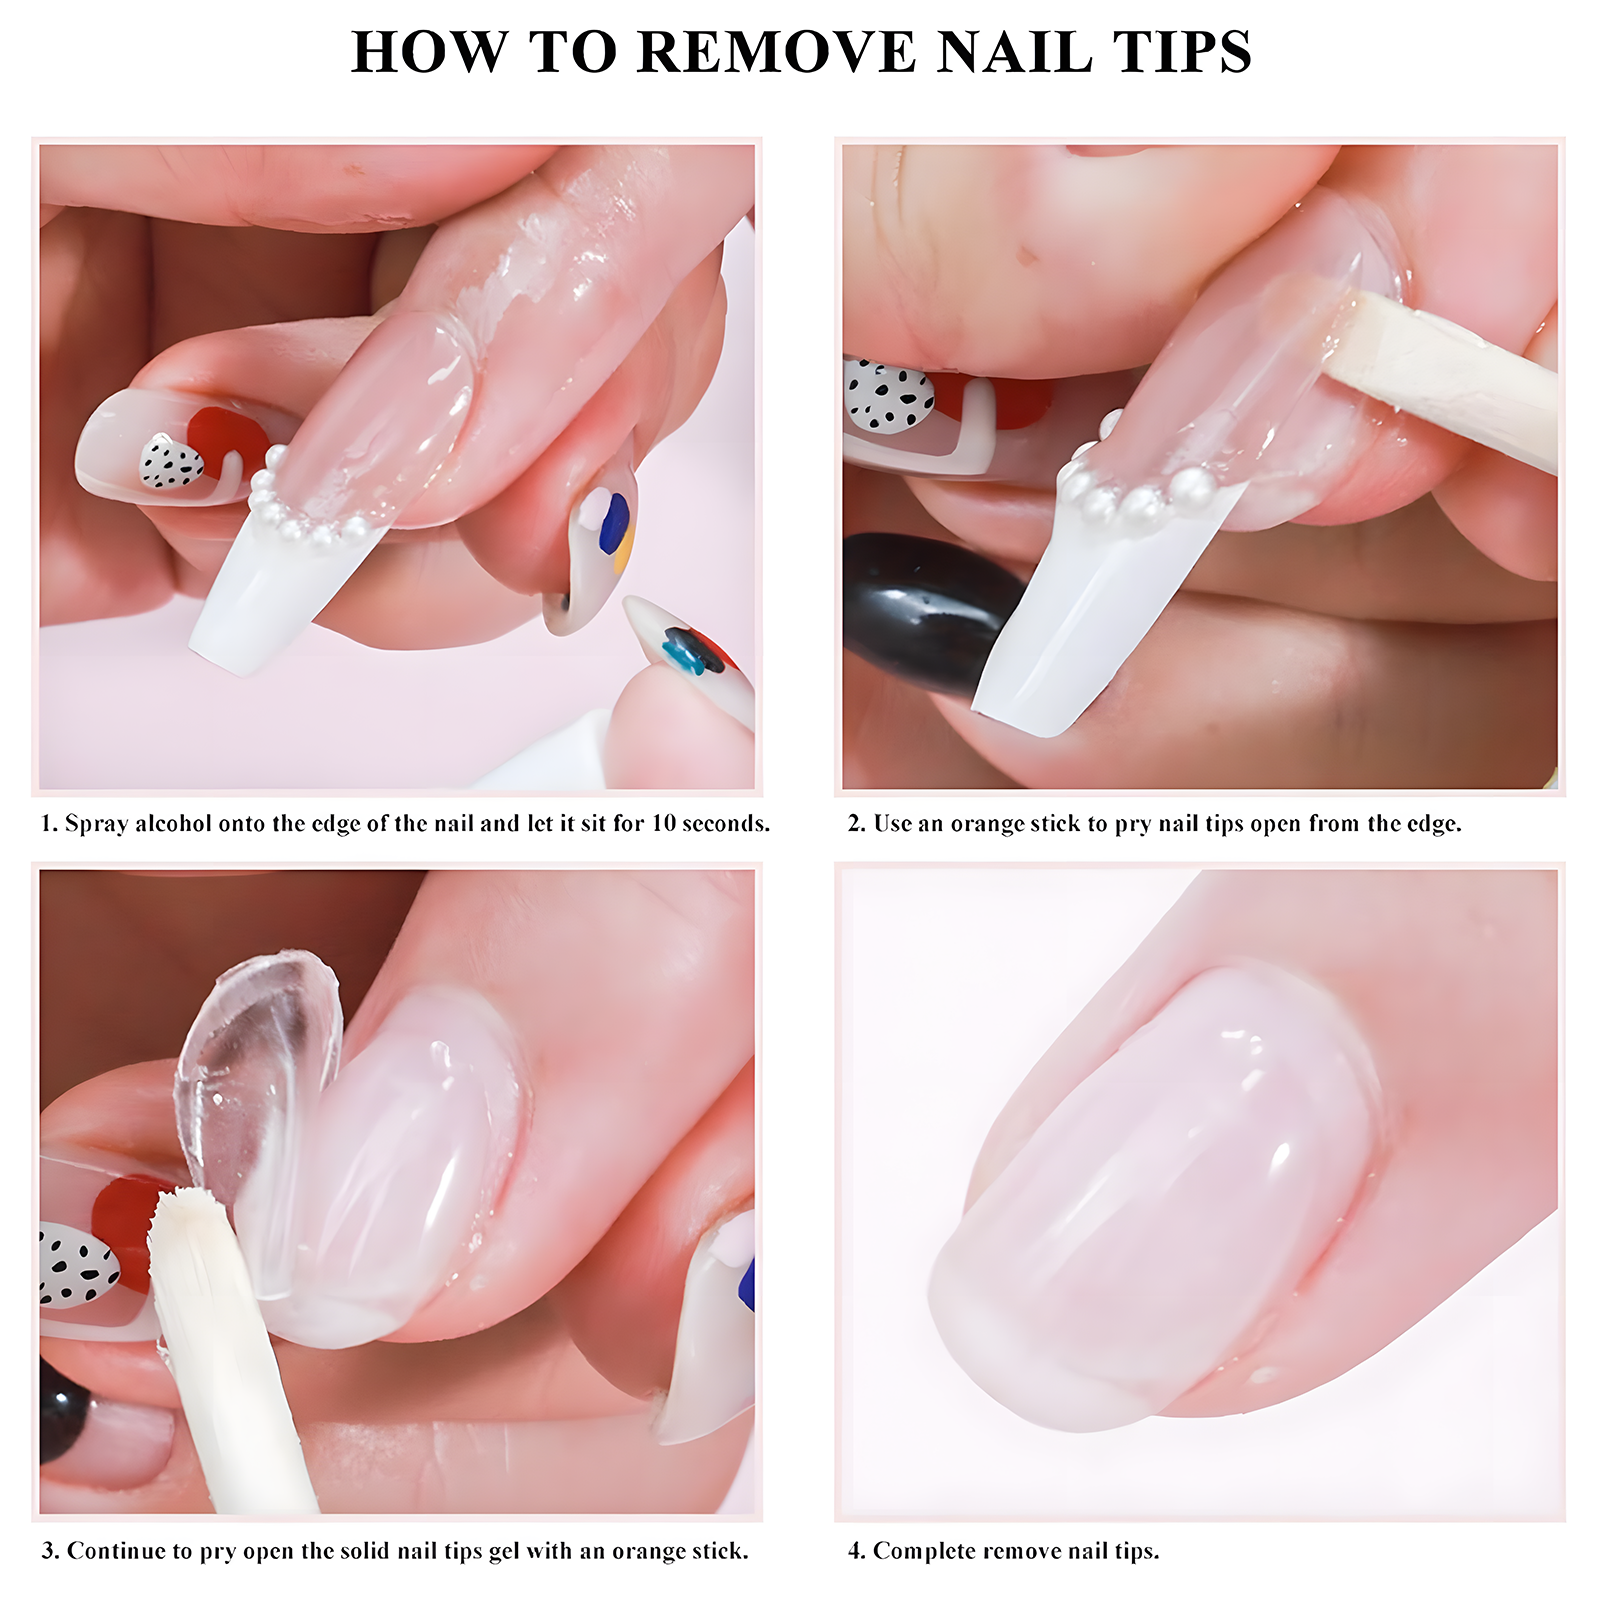 HOW TO REMOVE NAIL TIPS
1. Spray alcohol onto the edge of the nail and let it sit for 10 seconds.
2. Use an orange stick to pry nail tips open from the edge.
3. Continue to pry open the solid nail tips gel with an orange stick.
4. Complete remove nail tips.